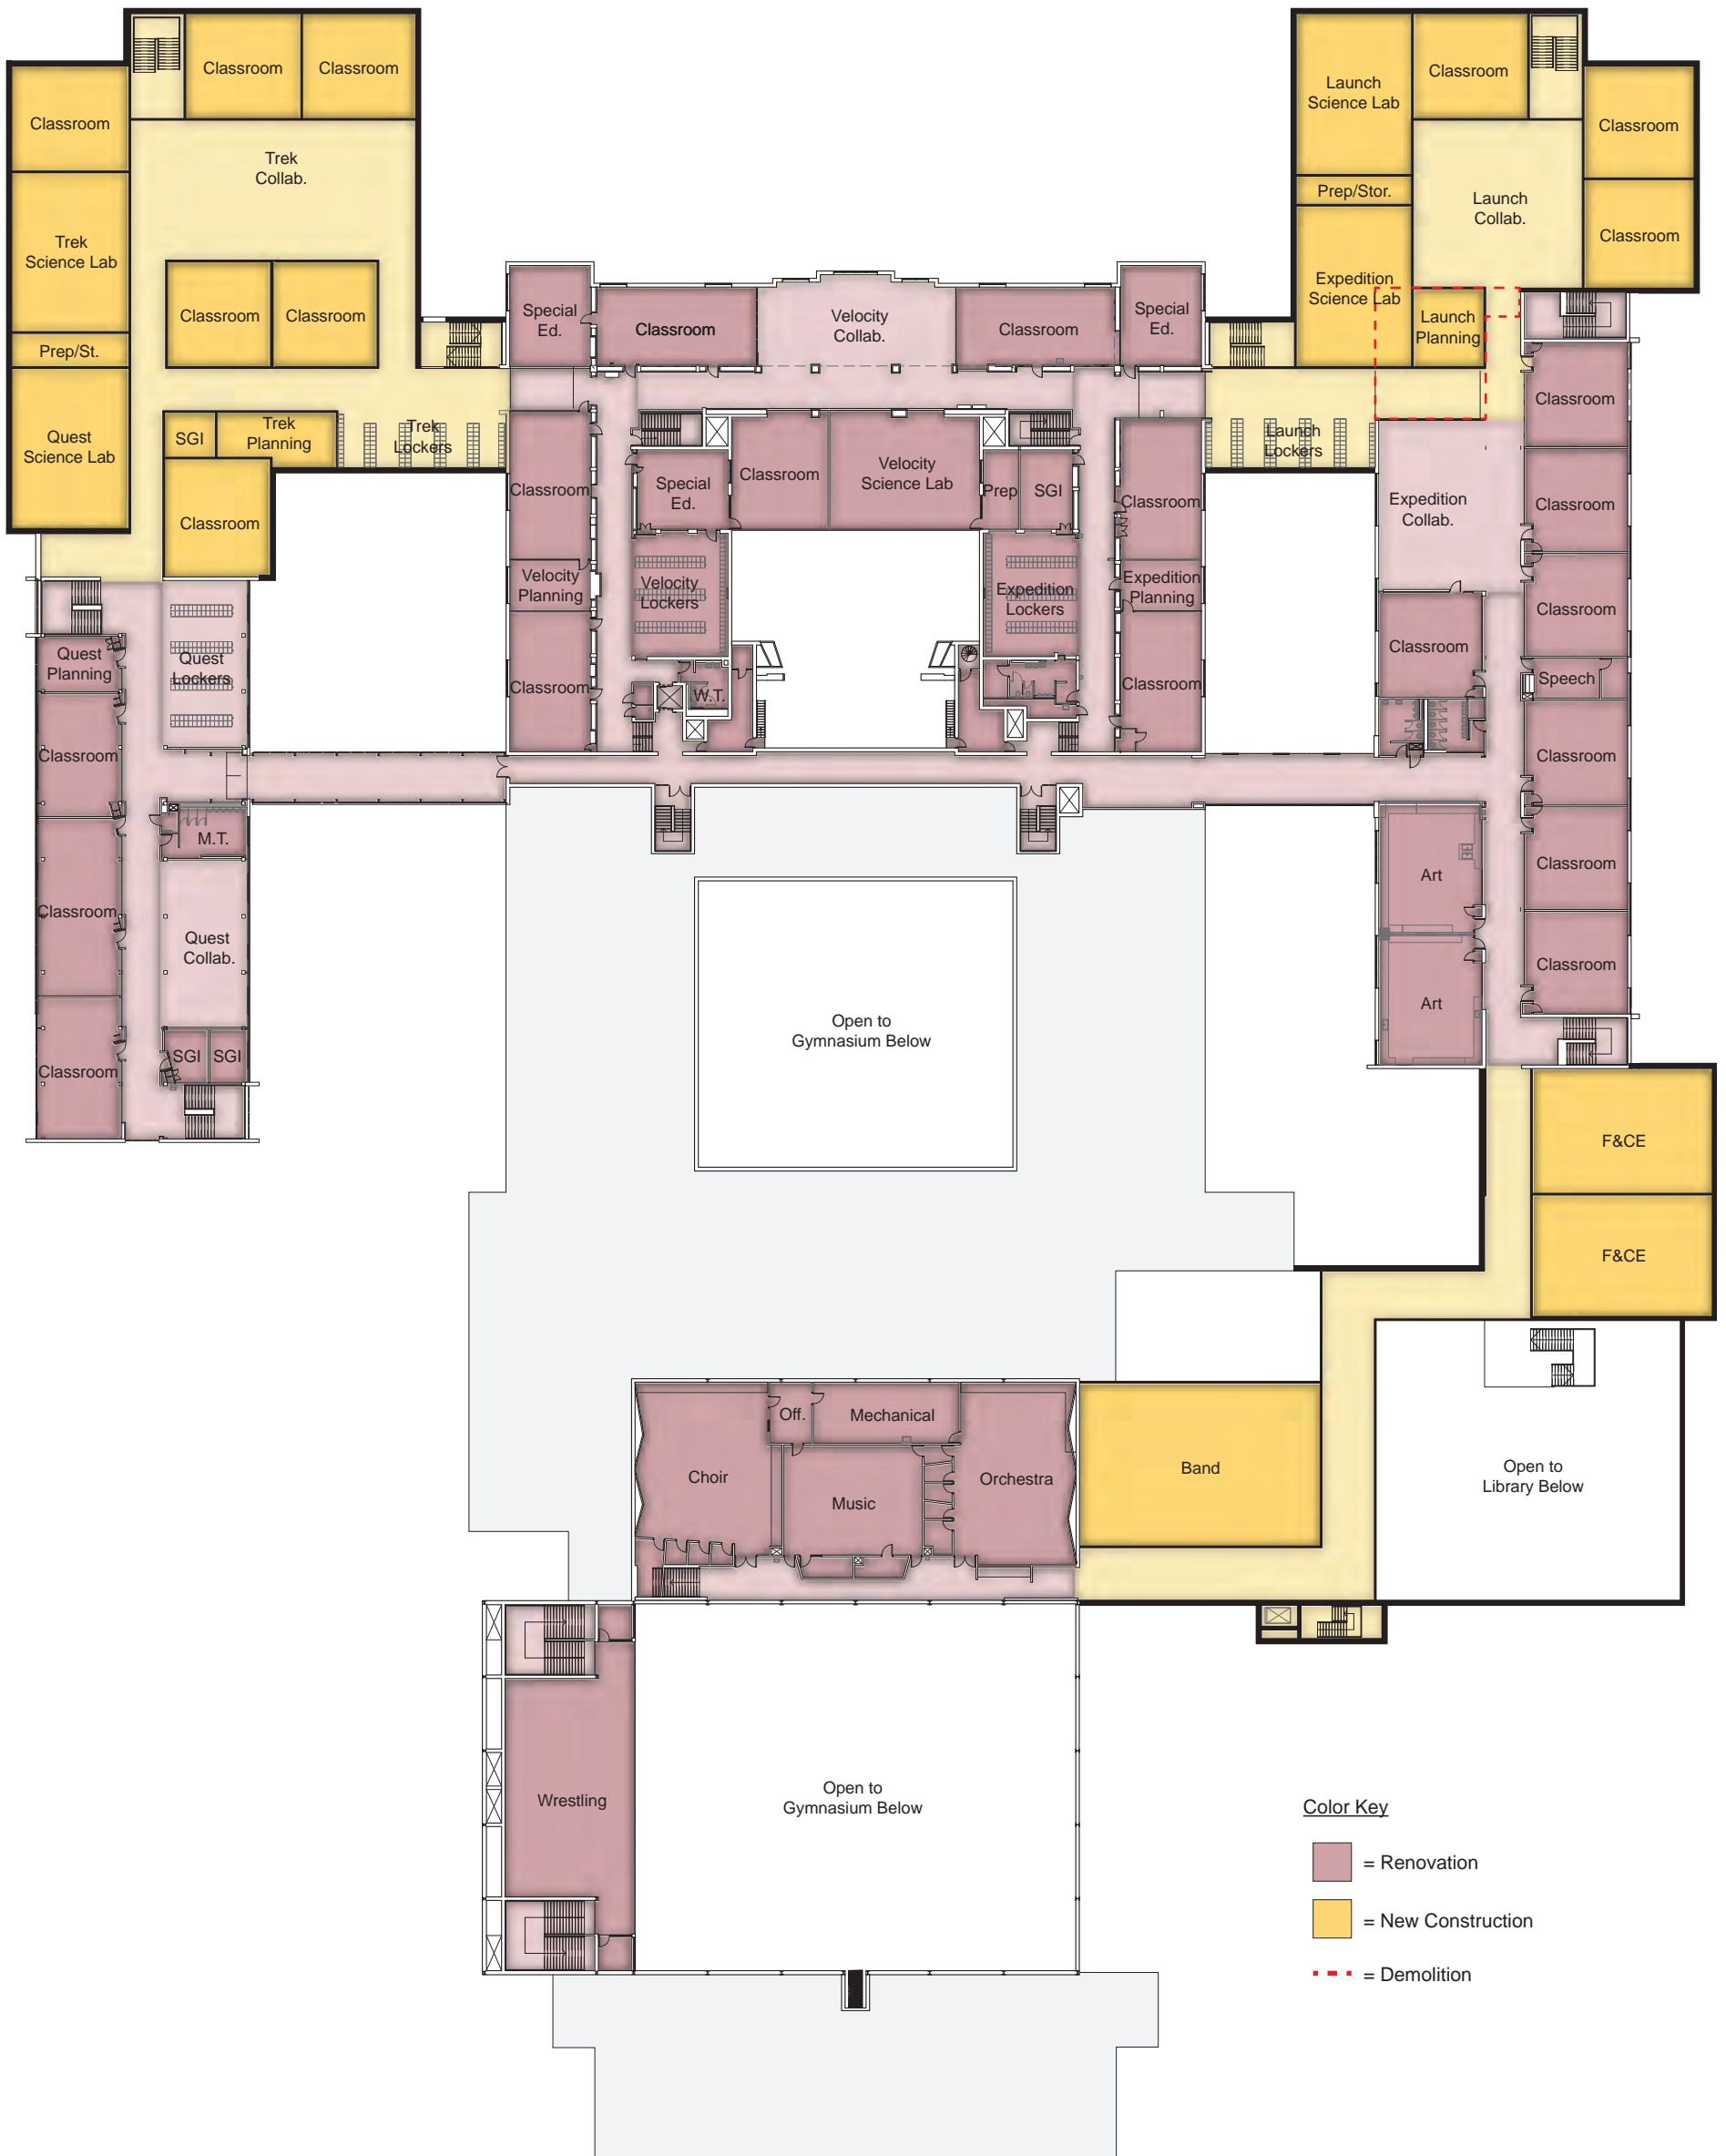 Classroom
Classroom
Classroom
Trek
Collab.
Trek
Science Lab
Classroom
Classroom
Prep/St.
Quest
Science Lab
SGI
Trek
Planning
Trek
Lockers
Classroom
Quest
Planning
Quest
Lockers
Classroom
M.T.
Classroom
Quest
Collab.
SGI
SGI
Classroom
Special
Ed.
Classroom
Velocity
Collab.
Classroom
Special
Ed.
Classroom
Special
Ed.
Classroom
Velocity
Science Lab
Prep
SGI
Classroom
Velocity
Planning
Velocity
Lockers
Expedition
Lockers
Expedition
Planning
Classroom
W.T.
Classroom
Launch
Science Lab
Classroom
Classroom
Prep/Stor.
Launch
Collab.
Classroom
Expedition
Science Lab
Launch
Planning
Launch
Lockers
Classroom
Expedition
Collab.
Classroom
Classroom
Classroom
Speech
Classroom
Art
Classroom
Classroom
Art
Open to
Gymnasium Below
F&CE
F&CE
Choir
Off.
Mechanical
Music
Orchestra
Band
Open to
Library Below
Wrestling
Open to
Gymnasium Below
Color Key
= Renovation
= New Construction
= Demolition